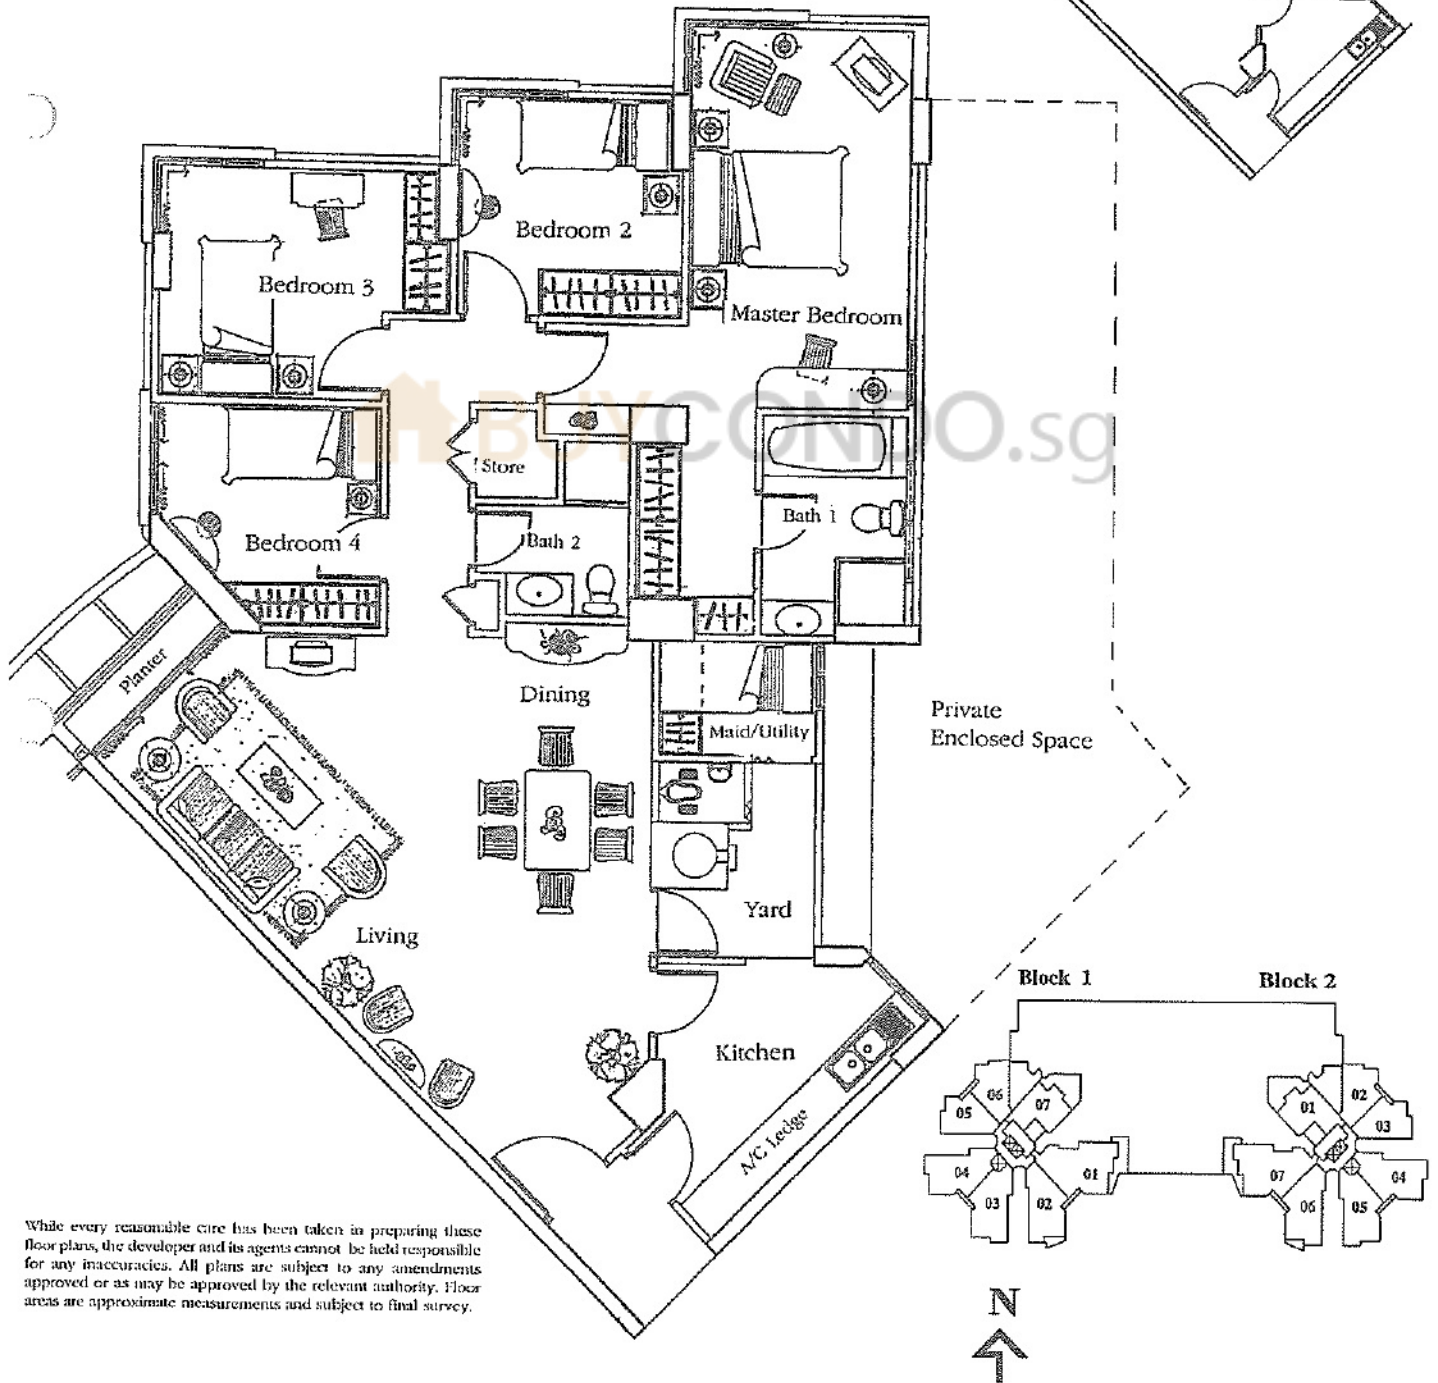 Bedroom 2
Bedroom 3
Master Bedroom
BUYCONDO.sg
Store
Bath 1
Bath 2
Bedroom 4
Planter
Dining
Maid/Utility
Private
Enclosed Space
Yard
Living
Kitchen
A/C Ledge
Block 1
Block 2
06
05
07
04
03
02
01
02
01
03
07
04
06
05
While every reasonable care has been taken in preparing these
floor plans, the developer and its agents cannot be held responsible
for any inaccuracies. All plans are subject to any amendments
approved or as may be approved by the relevant authority. Floor
areas are approximate measurements and subject to final survey.
N